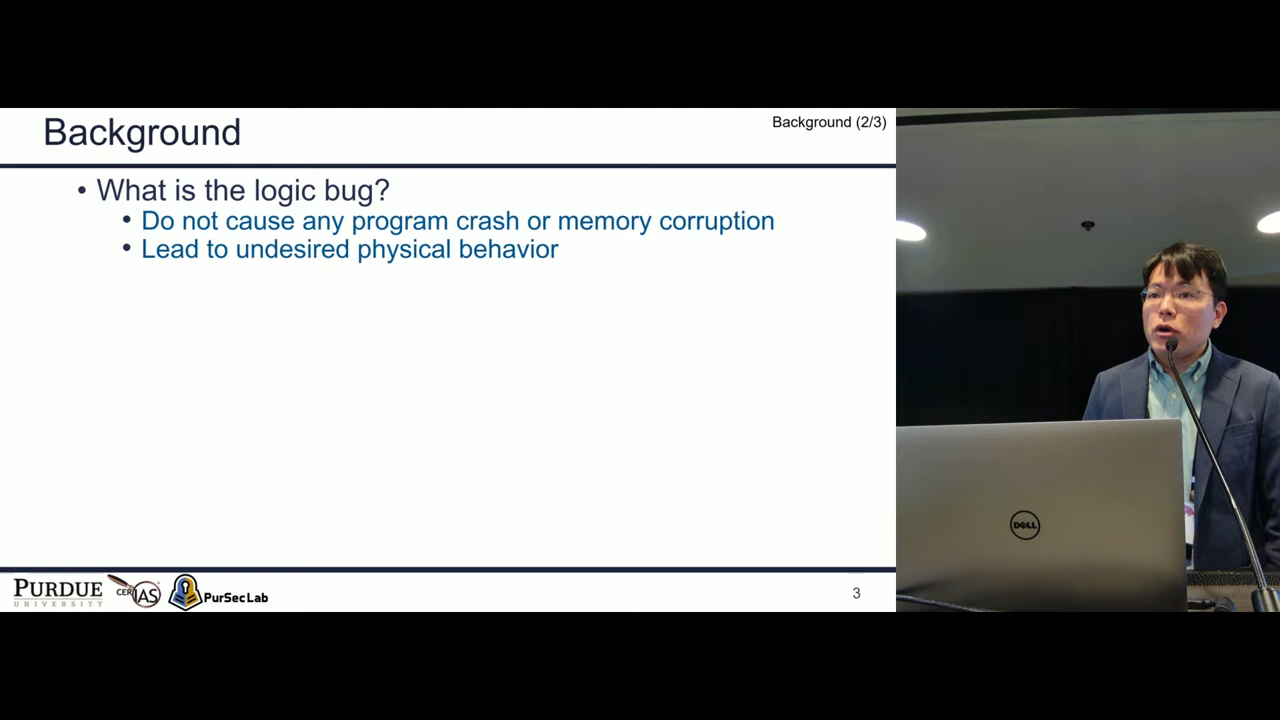 Background
Background (2/3)
• What is the logic bug?
• Do not cause any program crash or memory corruption
• Lead to undesired physical behavior
PURDUE
UNIVERSITY
CERIAS
PurSecLab
3
DELL